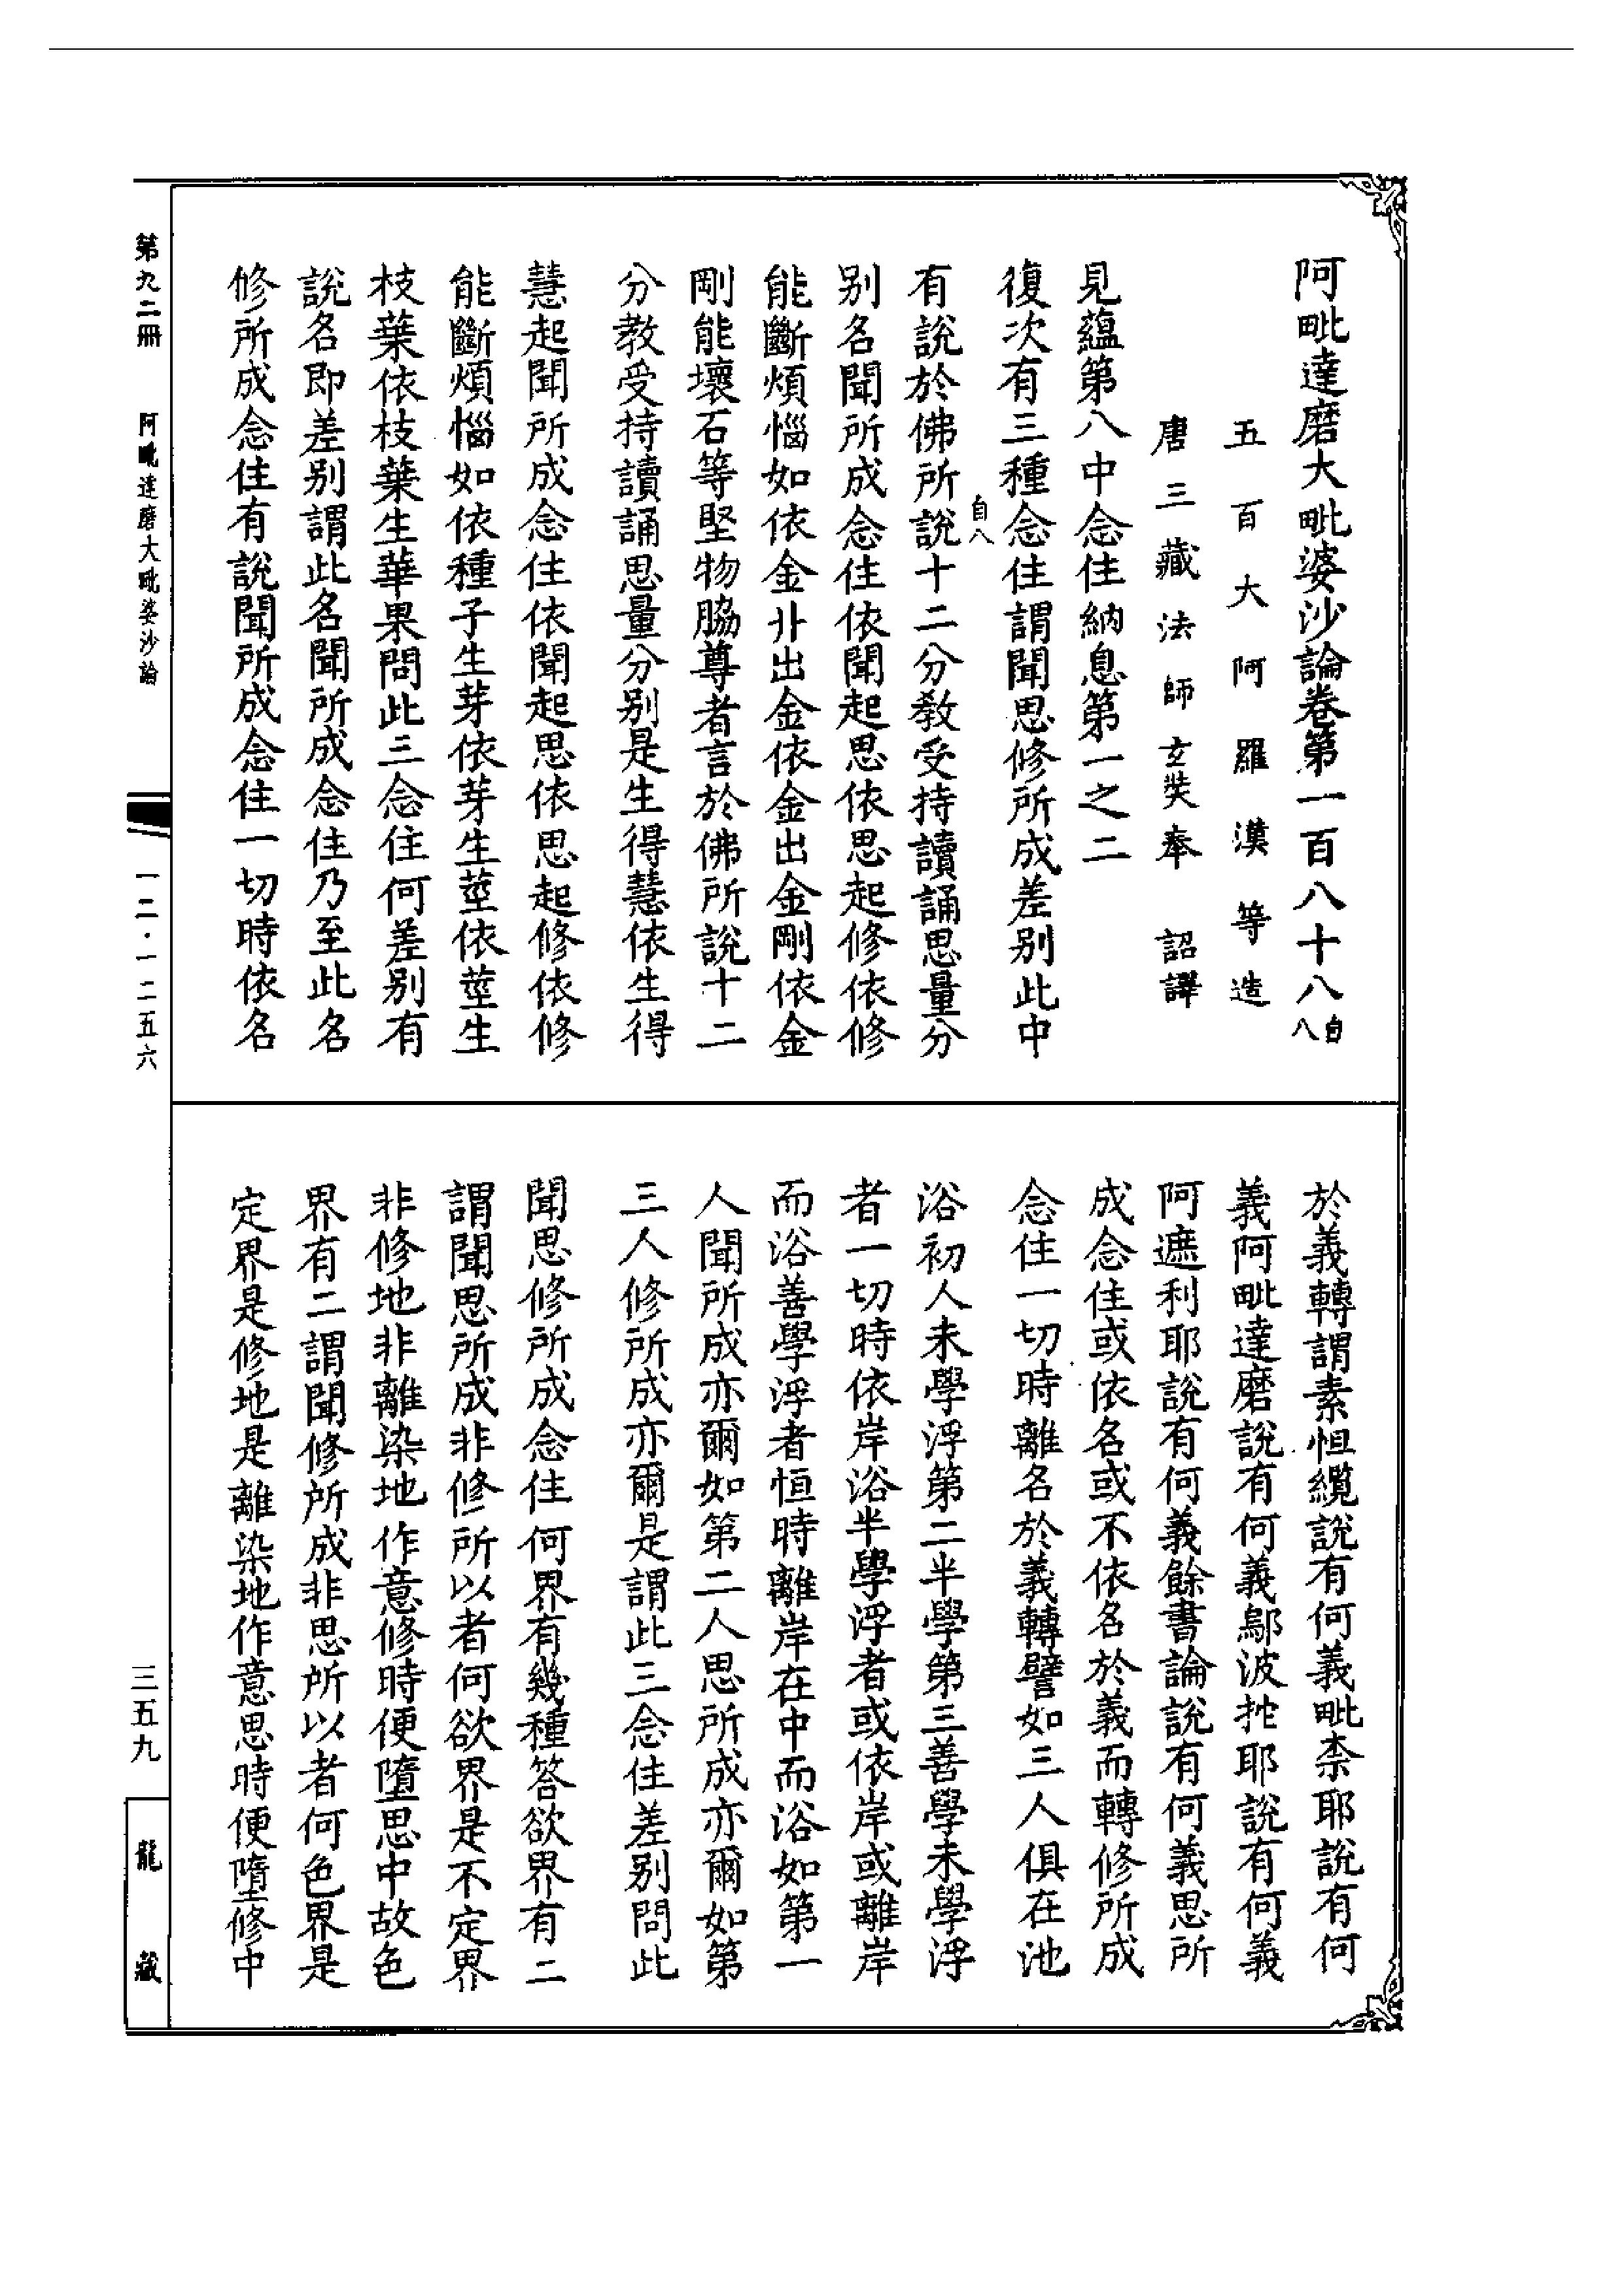 阿毗達磨大毗婆沙論卷第一百八十八自八
五百大阿羅漢等造
唐三藏法師玄奘奉詔譯
見蘊第八中念住納息第一之二
復次有三種念住謂聞思修所成差別此中
自八
有說於佛所說十二分教受持讀誦思量分
別名聞所成念住依聞起思依思起修依修
能斷煩惱如依金卝出金依金出金剛依金
剛能壞石等堅物脇尊者言於佛所說十二
分教受持讀誦思量分別是生得慧依生得
慧起聞所成念住依聞起思依思起修依修
能斷煩惱如依種子生芽依芽生莖依莖生
枝葉依枝葉生華果問此三念住何差別有
說名即差別謂此名聞所成念住乃至此名
修所成念住有說聞所成念住一切時依名
於義轉謂素怛纜說有何義毗柰耶說有何
義阿毗達磨說有何義鄔波扡耶說有何義
阿遮利耶說有何義餘書論說有何義思所
成念住或依名或不依名於義而轉修所成
念住一切時離名於義轉譬如三人俱在池
浴初人未學浮第二半學第三善學未學浮
者一切時依岸浴半學浮者或依岸或離岸
而浴善學浮者恒時離岸在中而浴如第一
人聞所成亦爾如第二人思所成亦爾如第
三人修所成亦爾是謂此三念住差別問此
聞思修所成念住何界有幾種答欲界有二
謂聞思所成非修所以者何欲界是不定界
非修地非離染地作意修時便墮思中故色
界有二謂聞修所成非思所以者何色界是
定界是修地是離染地作意思時便墮修中
第九二冊 阿毗達磨大毗婆沙論
一二·一二五六
三五九
龍藏